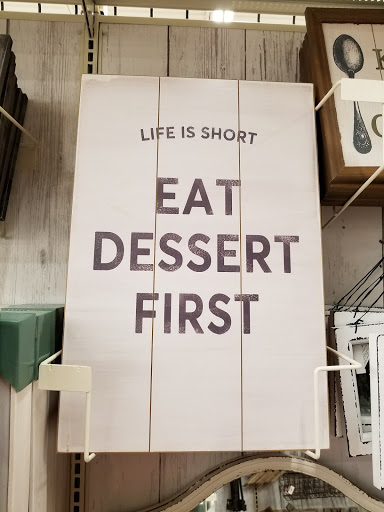 LIFE IS SHORT
EAT
DESSERT
FIRST